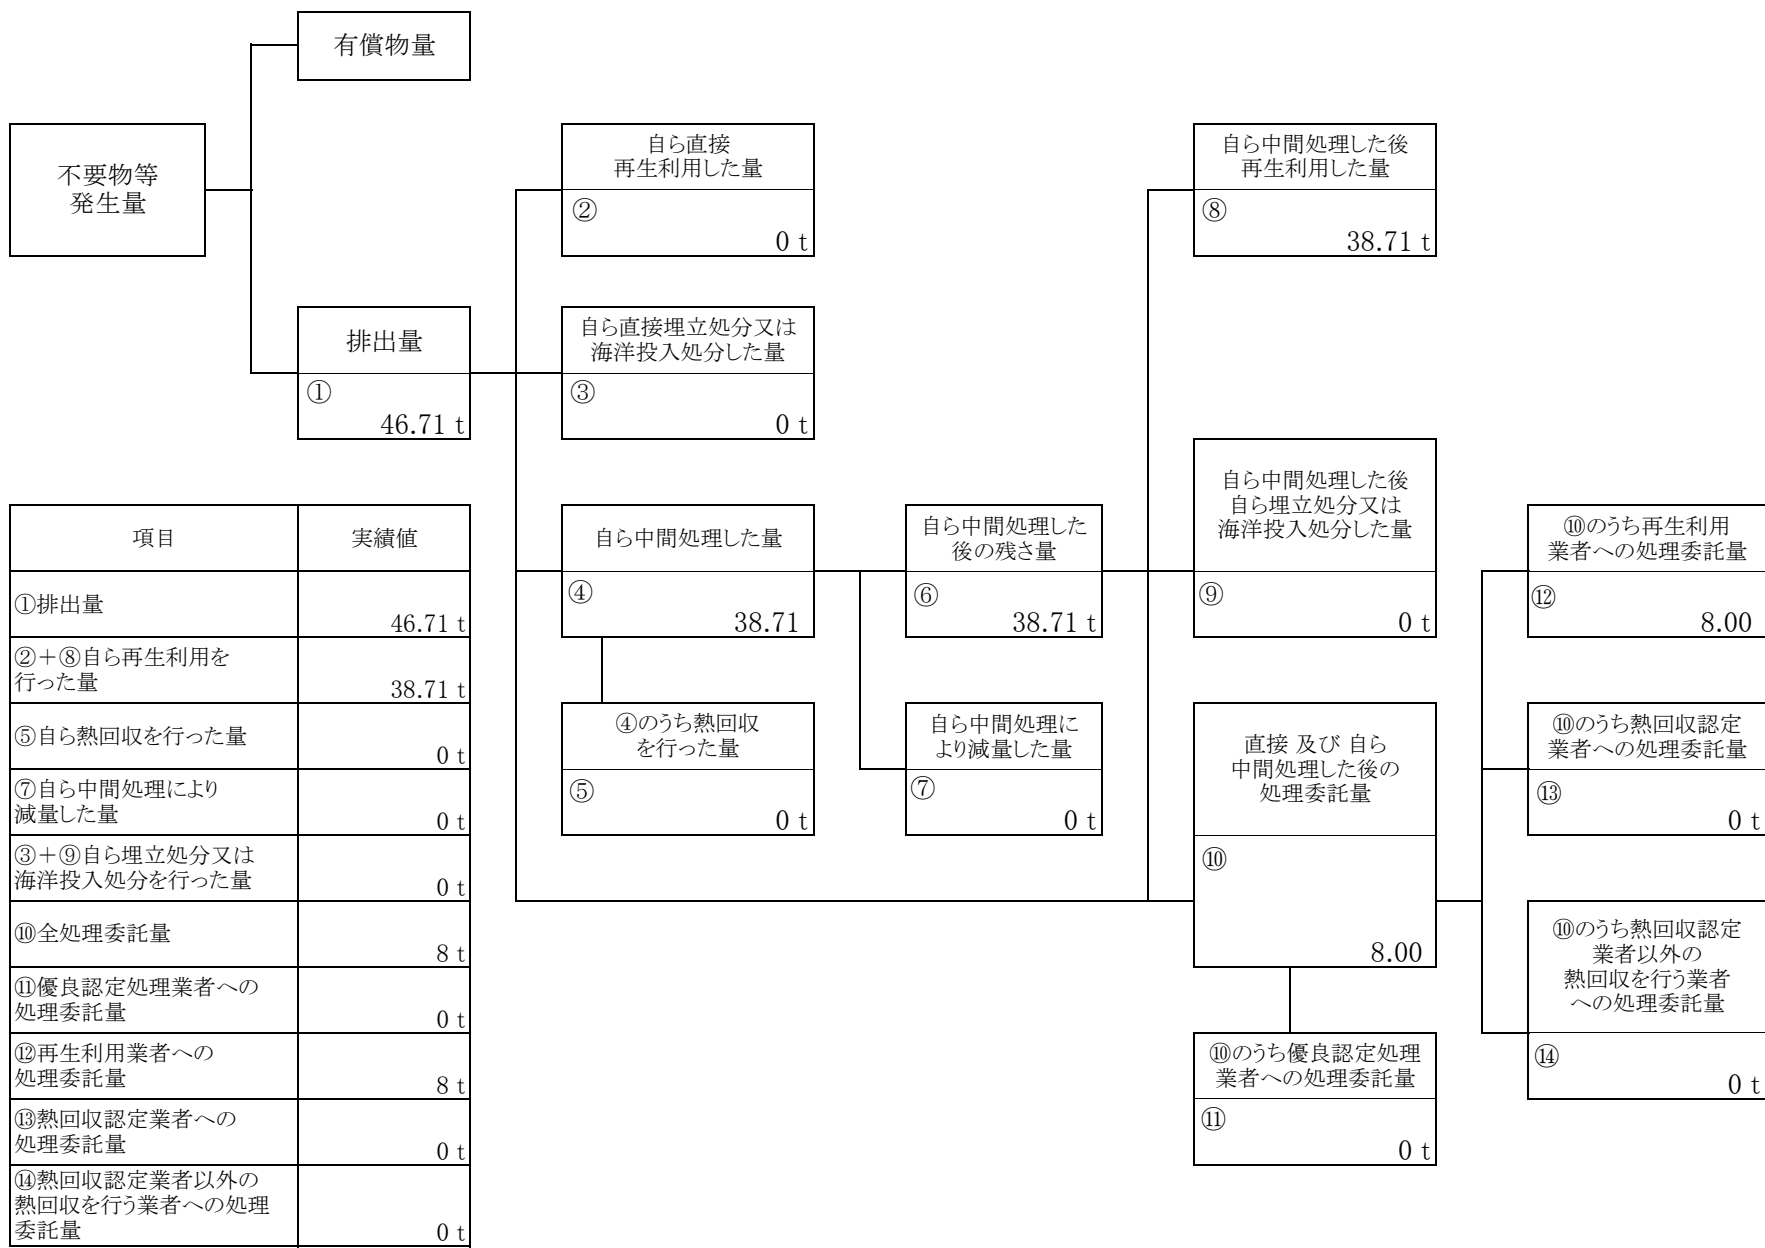 有償物量
不要物等
発生量
排出量
①
46.71 t
自ら直接
再生利用した量
②
0 t
自ら直接埋立処分又は
海洋投入処分した量
③
0 t
自ら中間処理した量
④
38.71
④のうち熱回収
を行った量
⑤
0 t
自ら中間処理した
後の残さ量
⑥
38.71 t
自ら中間処理に
より減量した量
⑦
0 t
自ら中間処理した後
再生利用した量
⑧
38.71 t
自ら中間処理した後
自ら埋立処分又は
海洋投入処分した量
⑨
0 t
直接 及び 自ら
中間処理した後の
処理委託量
⑩
8.00
⑩のうち優良認定処理
業者への処理委託量
⑪
0 t
⑩のうち再生利用
業者への処理委託量
⑫
8.00
⑩のうち熱回収認定
業者への処理委託量
⑬
0 t
⑩のうち熱回収認定
業者以外の
熱回収を行う業者
への処理委託量
⑭
0 t
項目 実績値
①排出量
46.71 t
②＋⑧自ら再生利用を
行った量
38.71 t
⑤自ら熱回収を行った量
0 t
⑦自ら中間処理により
減量した量
0 t
③＋⑨自ら埋立処分又は
海洋投入処分を行った量
0 t
⑩全処理委託量
8 t
⑪優良認定処理業者への
処理委託量
0 t
⑫再生利用業者への
処理委託量
8 t
⑬熱回収認定業者への
処理委託量
0 t
⑭熱回収認定業者以外の
熱回収を行う業者への処理
委託量
0 t